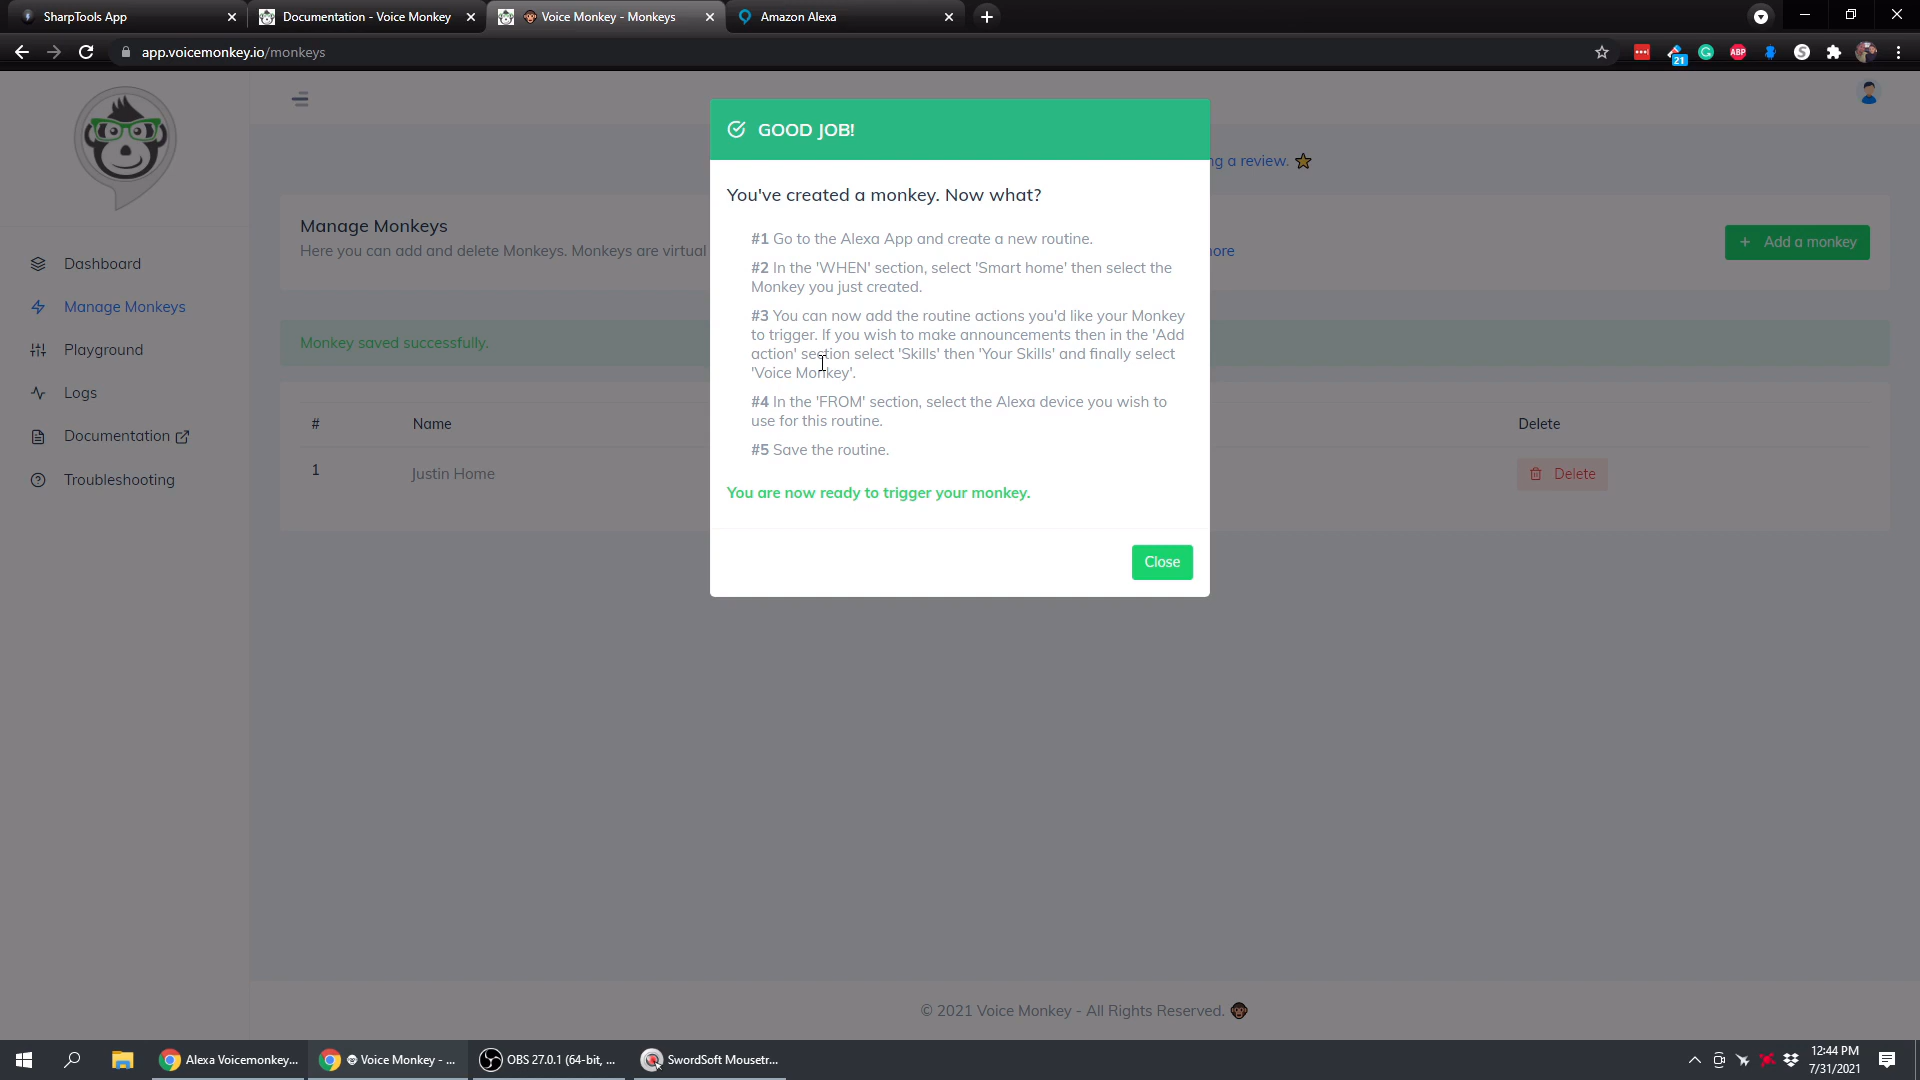 SharpTools App
Documentation - Voice Monkey
Voice Monkey - Monkeys
Amazon Alexa
app.voicemonkey.io/monkeys
21
ABP
GOOD JOB!
ng a review.
You've created a monkey. Now what?
Manage Monkeys
Here you can add and delete Monkeys. Monkeys are virtual
ore
+ Add a monkey
#1 Go to the Alexa App and create a new routine.
#2 In the 'WHEN' section, select 'Smart home' then select the
Monkey you just created.
#3 You can now add the routine actions you'd like your Monkey
to trigger. If you wish to make announcements then in the 'Add
action' section select 'Skills' then 'Your Skills' and finally select
'Voice Monkey'.
#4 In the 'FROM' section, select the Alexa device you wish to
use for this routine.
#5 Save the routine.
You are now ready to trigger your monkey.
Close
Dashboard
Manage Monkeys
Playground
Logs
Documentation
Troubleshooting
Monkey saved successfully.
# Name Delete
1 Justin Home Delete
© 2021 Voice Monkey - All Rights Reserved.
Alexa Voicemonkey...
Voice Monkey - ...
OBS 27.0.1 (64-bit, ...
SwordSoft Mousetr...
12:44 PM
7/31/2021